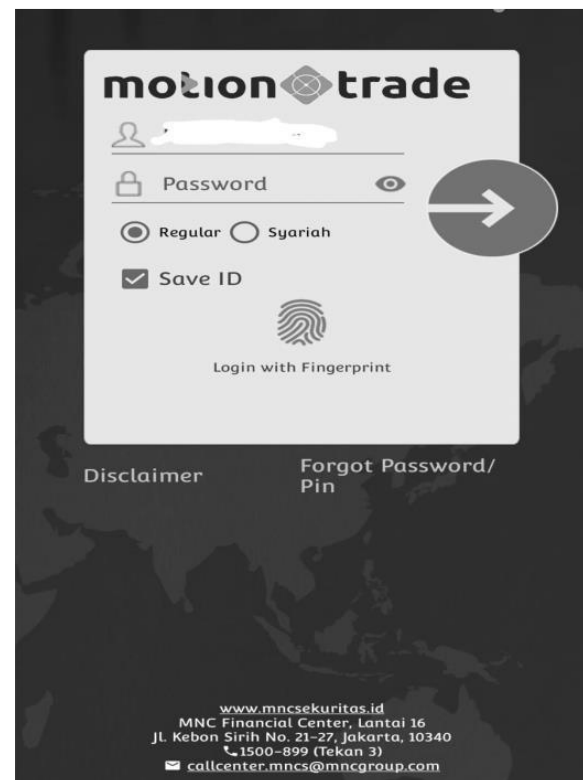 motion trade
Password
Regular Syariah
Save ID
Login with Fingerprint
Disclaimer
Forgot Password/
Pin
www.mncsekuritas.id
MNC Financial Center, Lantai 16
Jl. Kebon Sirih No. 21-27, Jakarta, 10340
1500-899 (Tekan 3)
callcenter.mncs@mncgroup.com